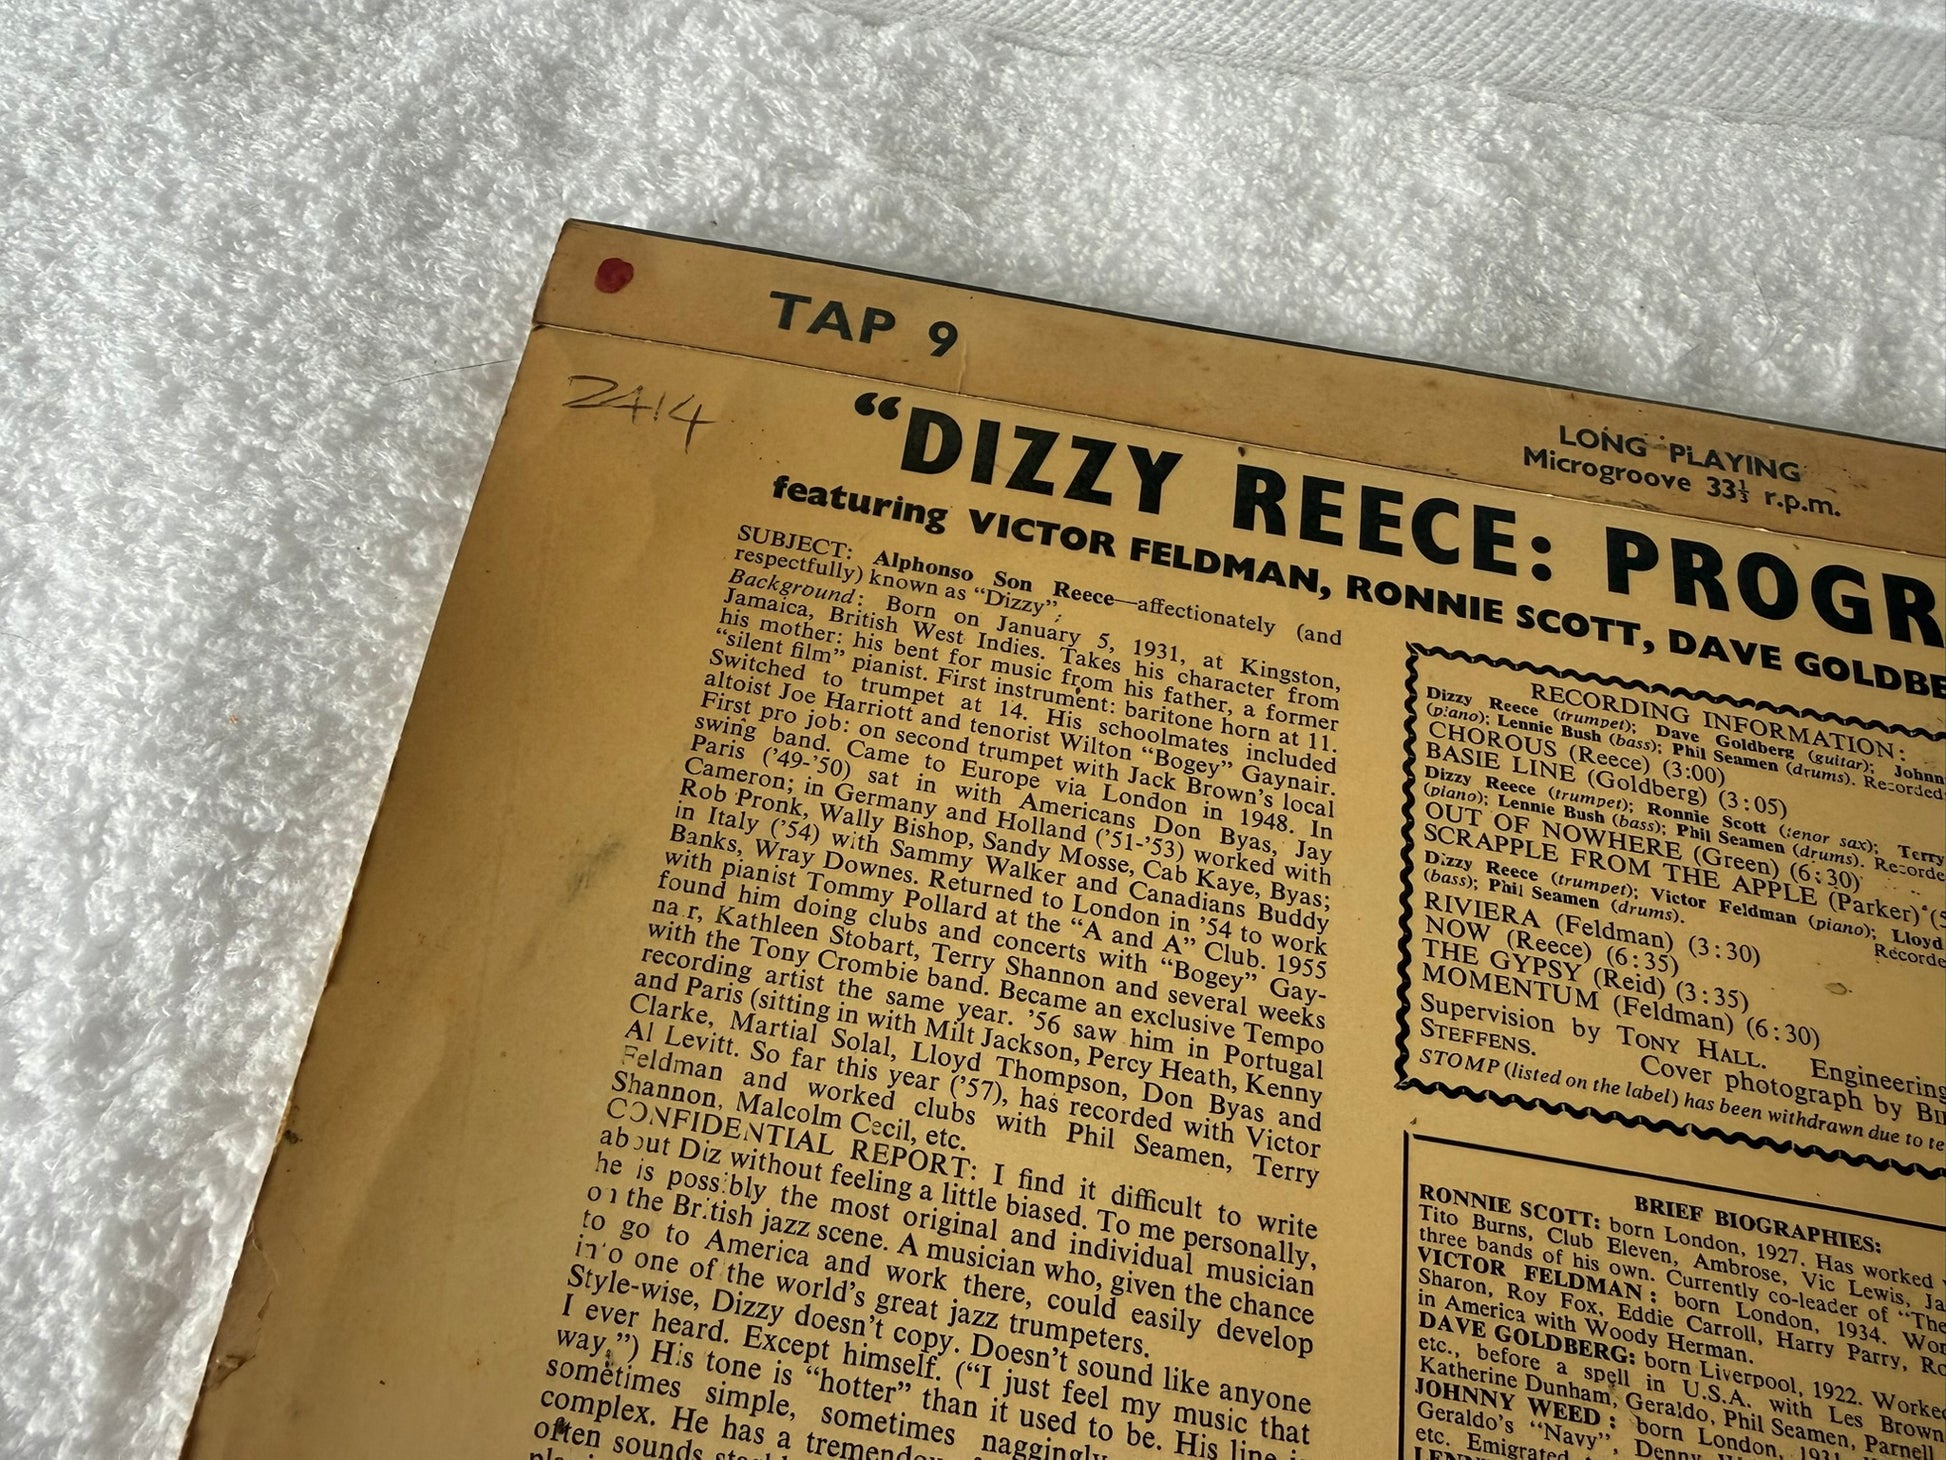 TAP 9
2414
LONG PLAYING
Microgroove 33⅓ r.p.m.
"DIZZY REECE: PROGR
featuring VICTOR FELDMAN, RONNIE SCOTT, DAVE GOLDBE
SUBJECT: Alphonso Son Reece—affectionately (and
respectfully) known as "Dizzy";
Background: Born on January 5, 1931, at Kingston,
Jamaica, British West Indies. Takes his character from
his mother: his bent for music from his father, a former
"silent film" pianist. First instrument: baritone horn at 11.
Switched to trumpet at 14. His schoolmates included
altoist Joe Harriott and tenorist Wilton "Bogey" Gaynair.
First pro job: on second trumpet with Jack Brown's local
swing band. Came to Europe via London in 1948. In
Paris ('49-'50) sat in with Americans Don Byas, Jay
Cameron; in Germany and Holland ('51-'53) worked with
Rob Pronk, Wally Bishop, Sandy Mosse, Cab Kaye, Byas;
in Italy ('54) with Sammy Walker and Canadians Buddy
Banks, Wray Downes. Returned to London in '54 to work
with pianist Tommy Pollard at the "A and A" Club. 1955
found him doing clubs and concerts with "Bogey" Gay-
nair, Kathleen Stobart, Terry Shannon and several weeks
with the Tony Crombie band. Became an exclusive Tempo
recording artist the same year. '56 saw him in Portugal
and Paris (sitting in with Milt Jackson, Percy Heath, Kenny
Clarke, Martial Solal, Lloyd Thompson, Don Byas and
Al Levitt. So far this year ('57), has recorded with Victor
Feldman and worked clubs with Phil Seamen, Terry
Shannon, Malcolm Cecil, etc.
CONFIDENTIAL REPORT: I find it difficult to write
about Diz without feeling a little biased. To me personally,
he is possibly the most original and individual musician
on the British jazz scene. A musician who, given the chance
to go to America and work there, could easily develop
into one of the world's great jazz trumpeters.
Style-wise, Dizzy doesn't copy. Doesn't sound like anyone
I ever heard. Except himself. ("I just feel my music that
way.") His tone is "hotter" than it used to be. His line is
sometimes simple, sometimes naggingly
complex. He has a
often sounds
RECORDING INFORMATION:
Dizzy Reece (trumpet); Dave Goldberg (guitar); Johnn
(piano); Lennie Bush (bass); Phil Seamen (drums). Recorded
CHOROUS (Reece) (3:00)
BASIE LINE (Goldberg) (3:05)
Dizzy Reece (trumpet); Ronnie Scott (tenor sax); Terry
(piano); Lennie Bush (bass); Phil Seamen (drums). Recorde
OUT OF NOWHERE (Green) (6:30)
SCRAPPLE FROM THE APPLE (Parker) (5
Dizzy Reece (trumpet); Victor Feldman (piano); Lloyd
(bass); Phil Seamen (drums). Recorde
RIVIERA (Feldman) (3:30)
NOW (Reece) (6:35)
THE GYPSY (Reid) (3:35)
MOMENTUM (Feldman) (6:30)
Supervision by TONY HALL. Engineering
STEFFENS. Cover photograph by
STOMP (listed on the label) has been withdrawn due to te
BRIEF BIOGRAPHIES:
RONNIE SCOTT: born London, 1927. Has worked
Tito Burns, Club Eleven, Ambrose, Vic Lewis, Ja
three bands of his own. Currently co-leader of "The
VICTOR FELDMAN: born London, 1934. Wor
Sharon, Roy Fox, Eddie Carroll, Harry Parry, Ro
in America with Woody Herman.
DAVE GOLDBERG: born Liverpool, 1922. Worked
etc., before a spell in U.S.A. with Les Brown
Katherine Dunham, Geraldo, Phil Seamen, Parnell
JOHNNY WEED: born London, 1931.
Geraldo's "Navy",
etc. Emigrated